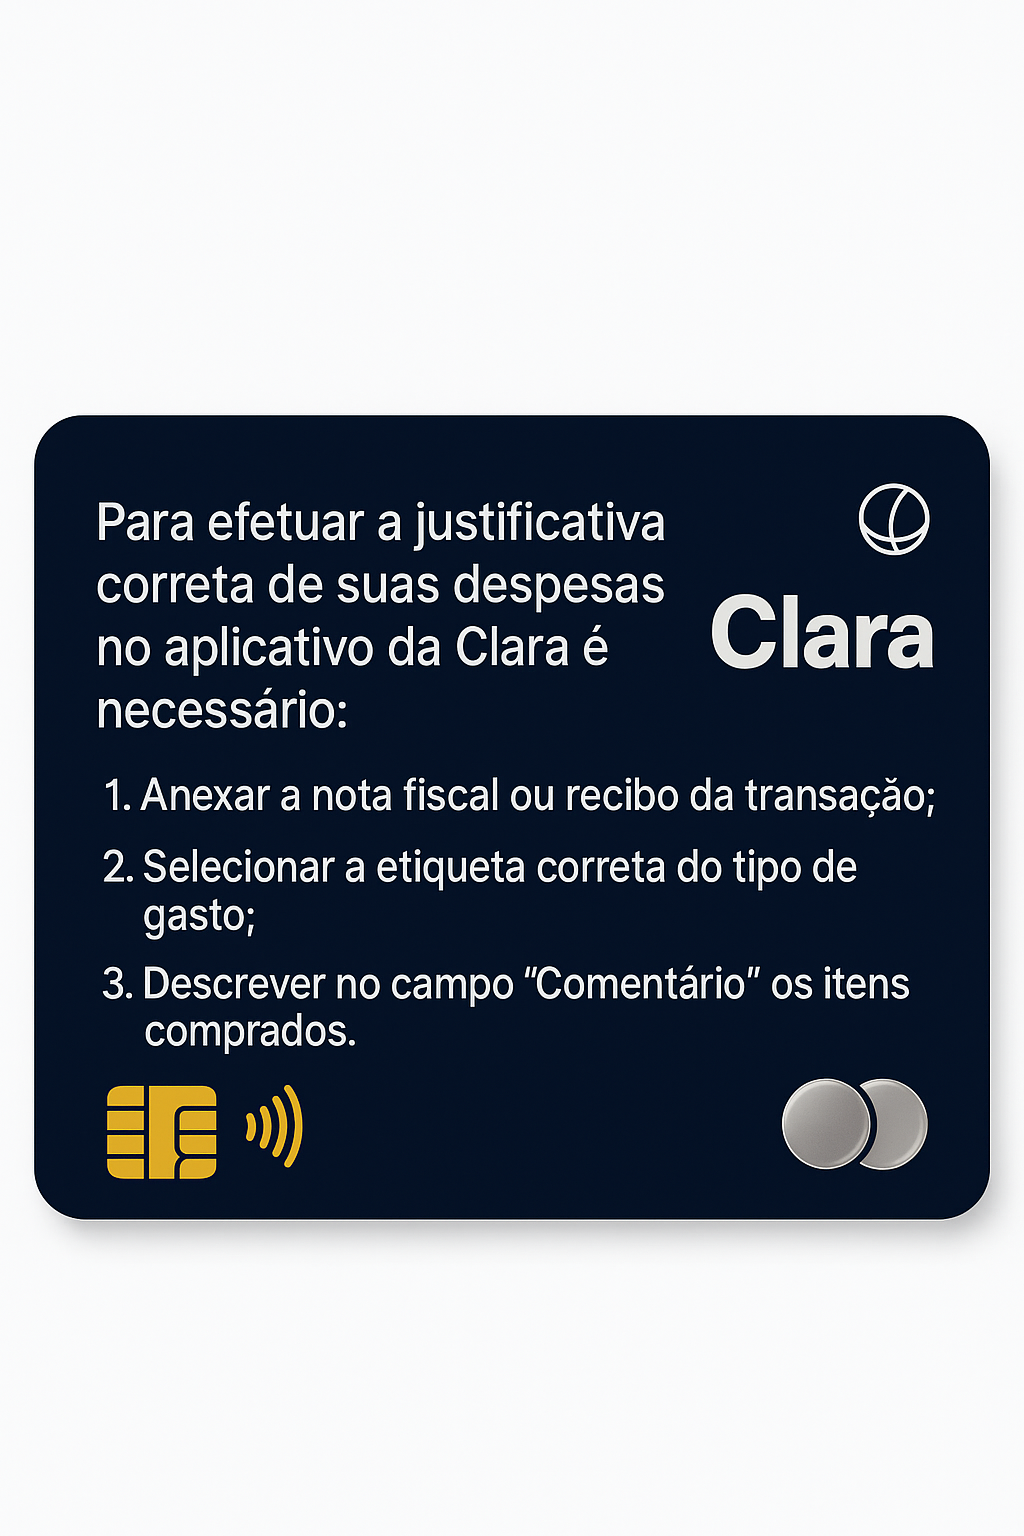 Para efetuar a justificativa
correta de suas despesas
no aplicativo da Clara é
necessário:
Clara
1. Anexar a nota fiscal ou recibo da transaçăo;
2. Selecionar a etiqueta correta do tipo de
gasto;
3. Descrever no campo “Comentário” os itens
comprados.